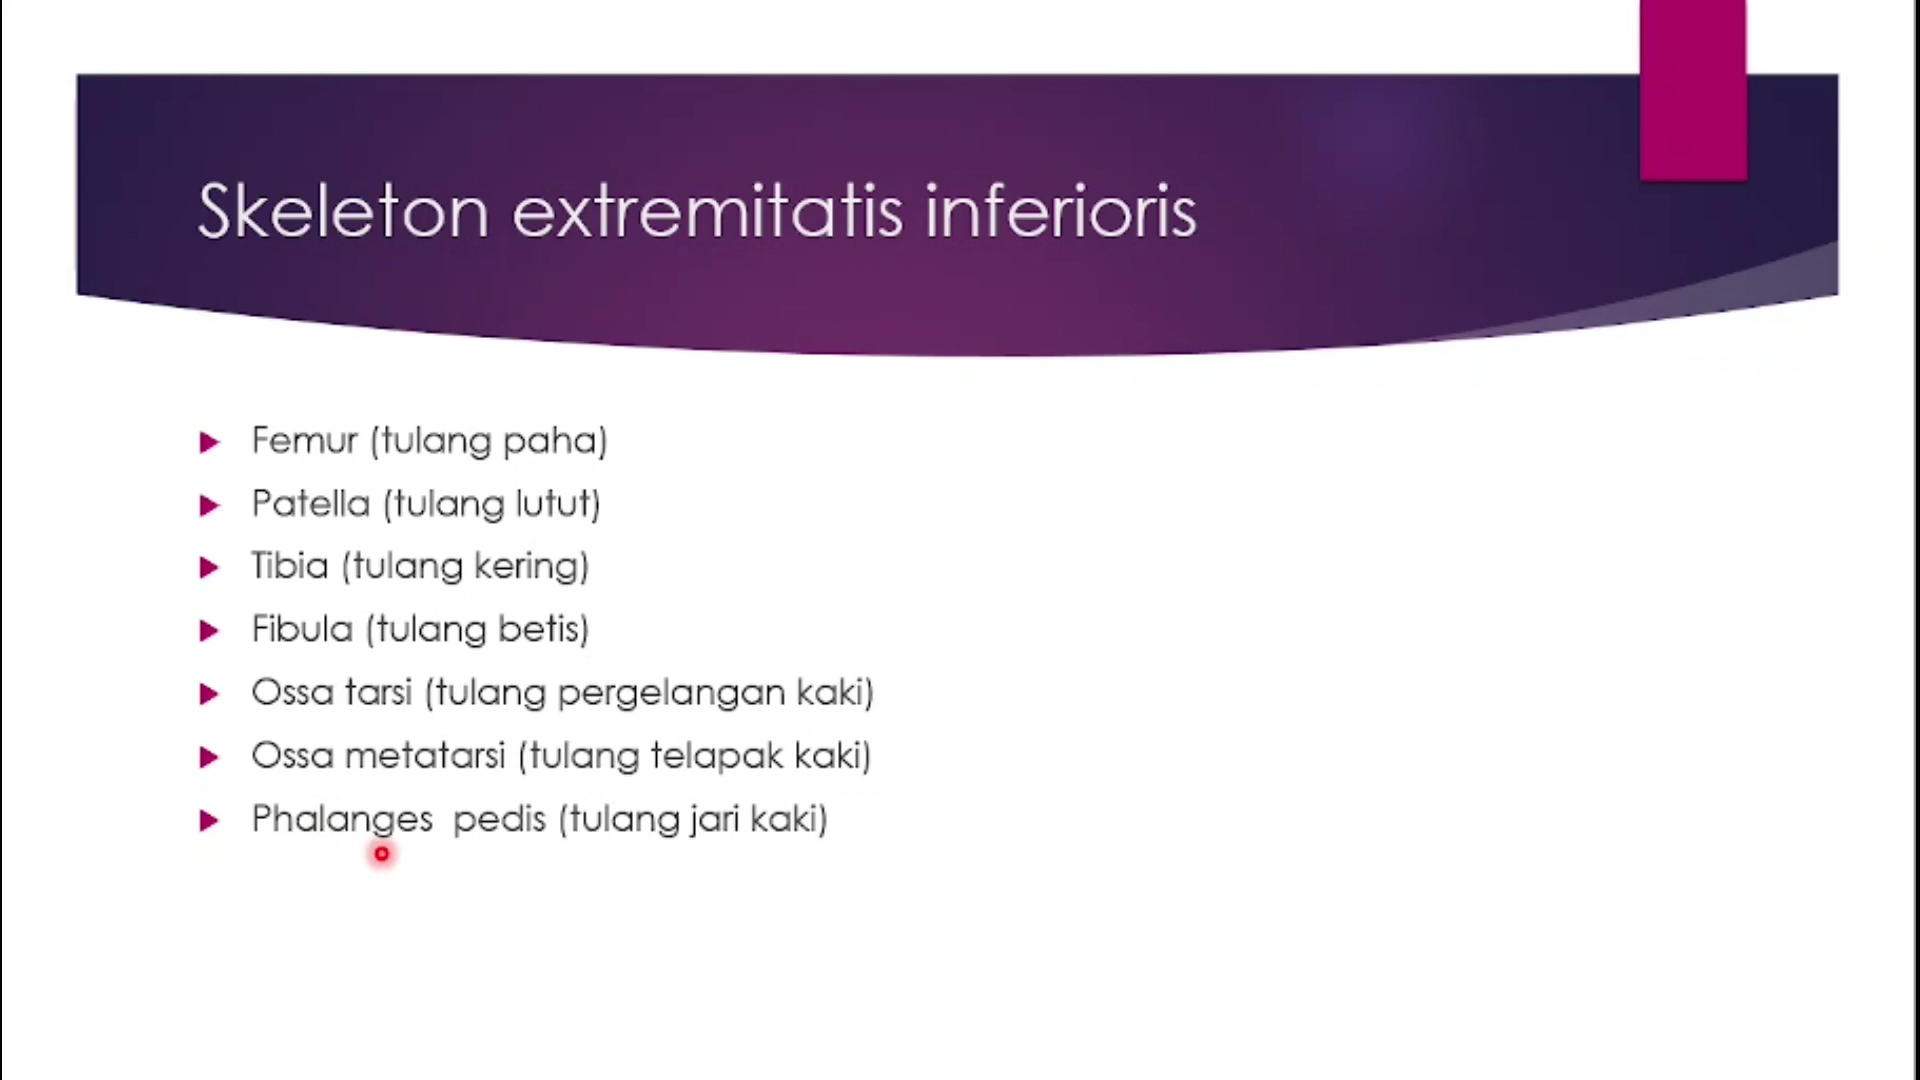 Skeleton extremitatis inferioris
Femur (tulang paha)
Patella (tulang lutut)
Tibia (tulang kering)
Fibula (tulang betis)
Ossa tarsi (tulang pergelangan kaki)
Ossa metatarsi (tulang telapak kaki)
Phalanges  pedis (tulang jari kaki)